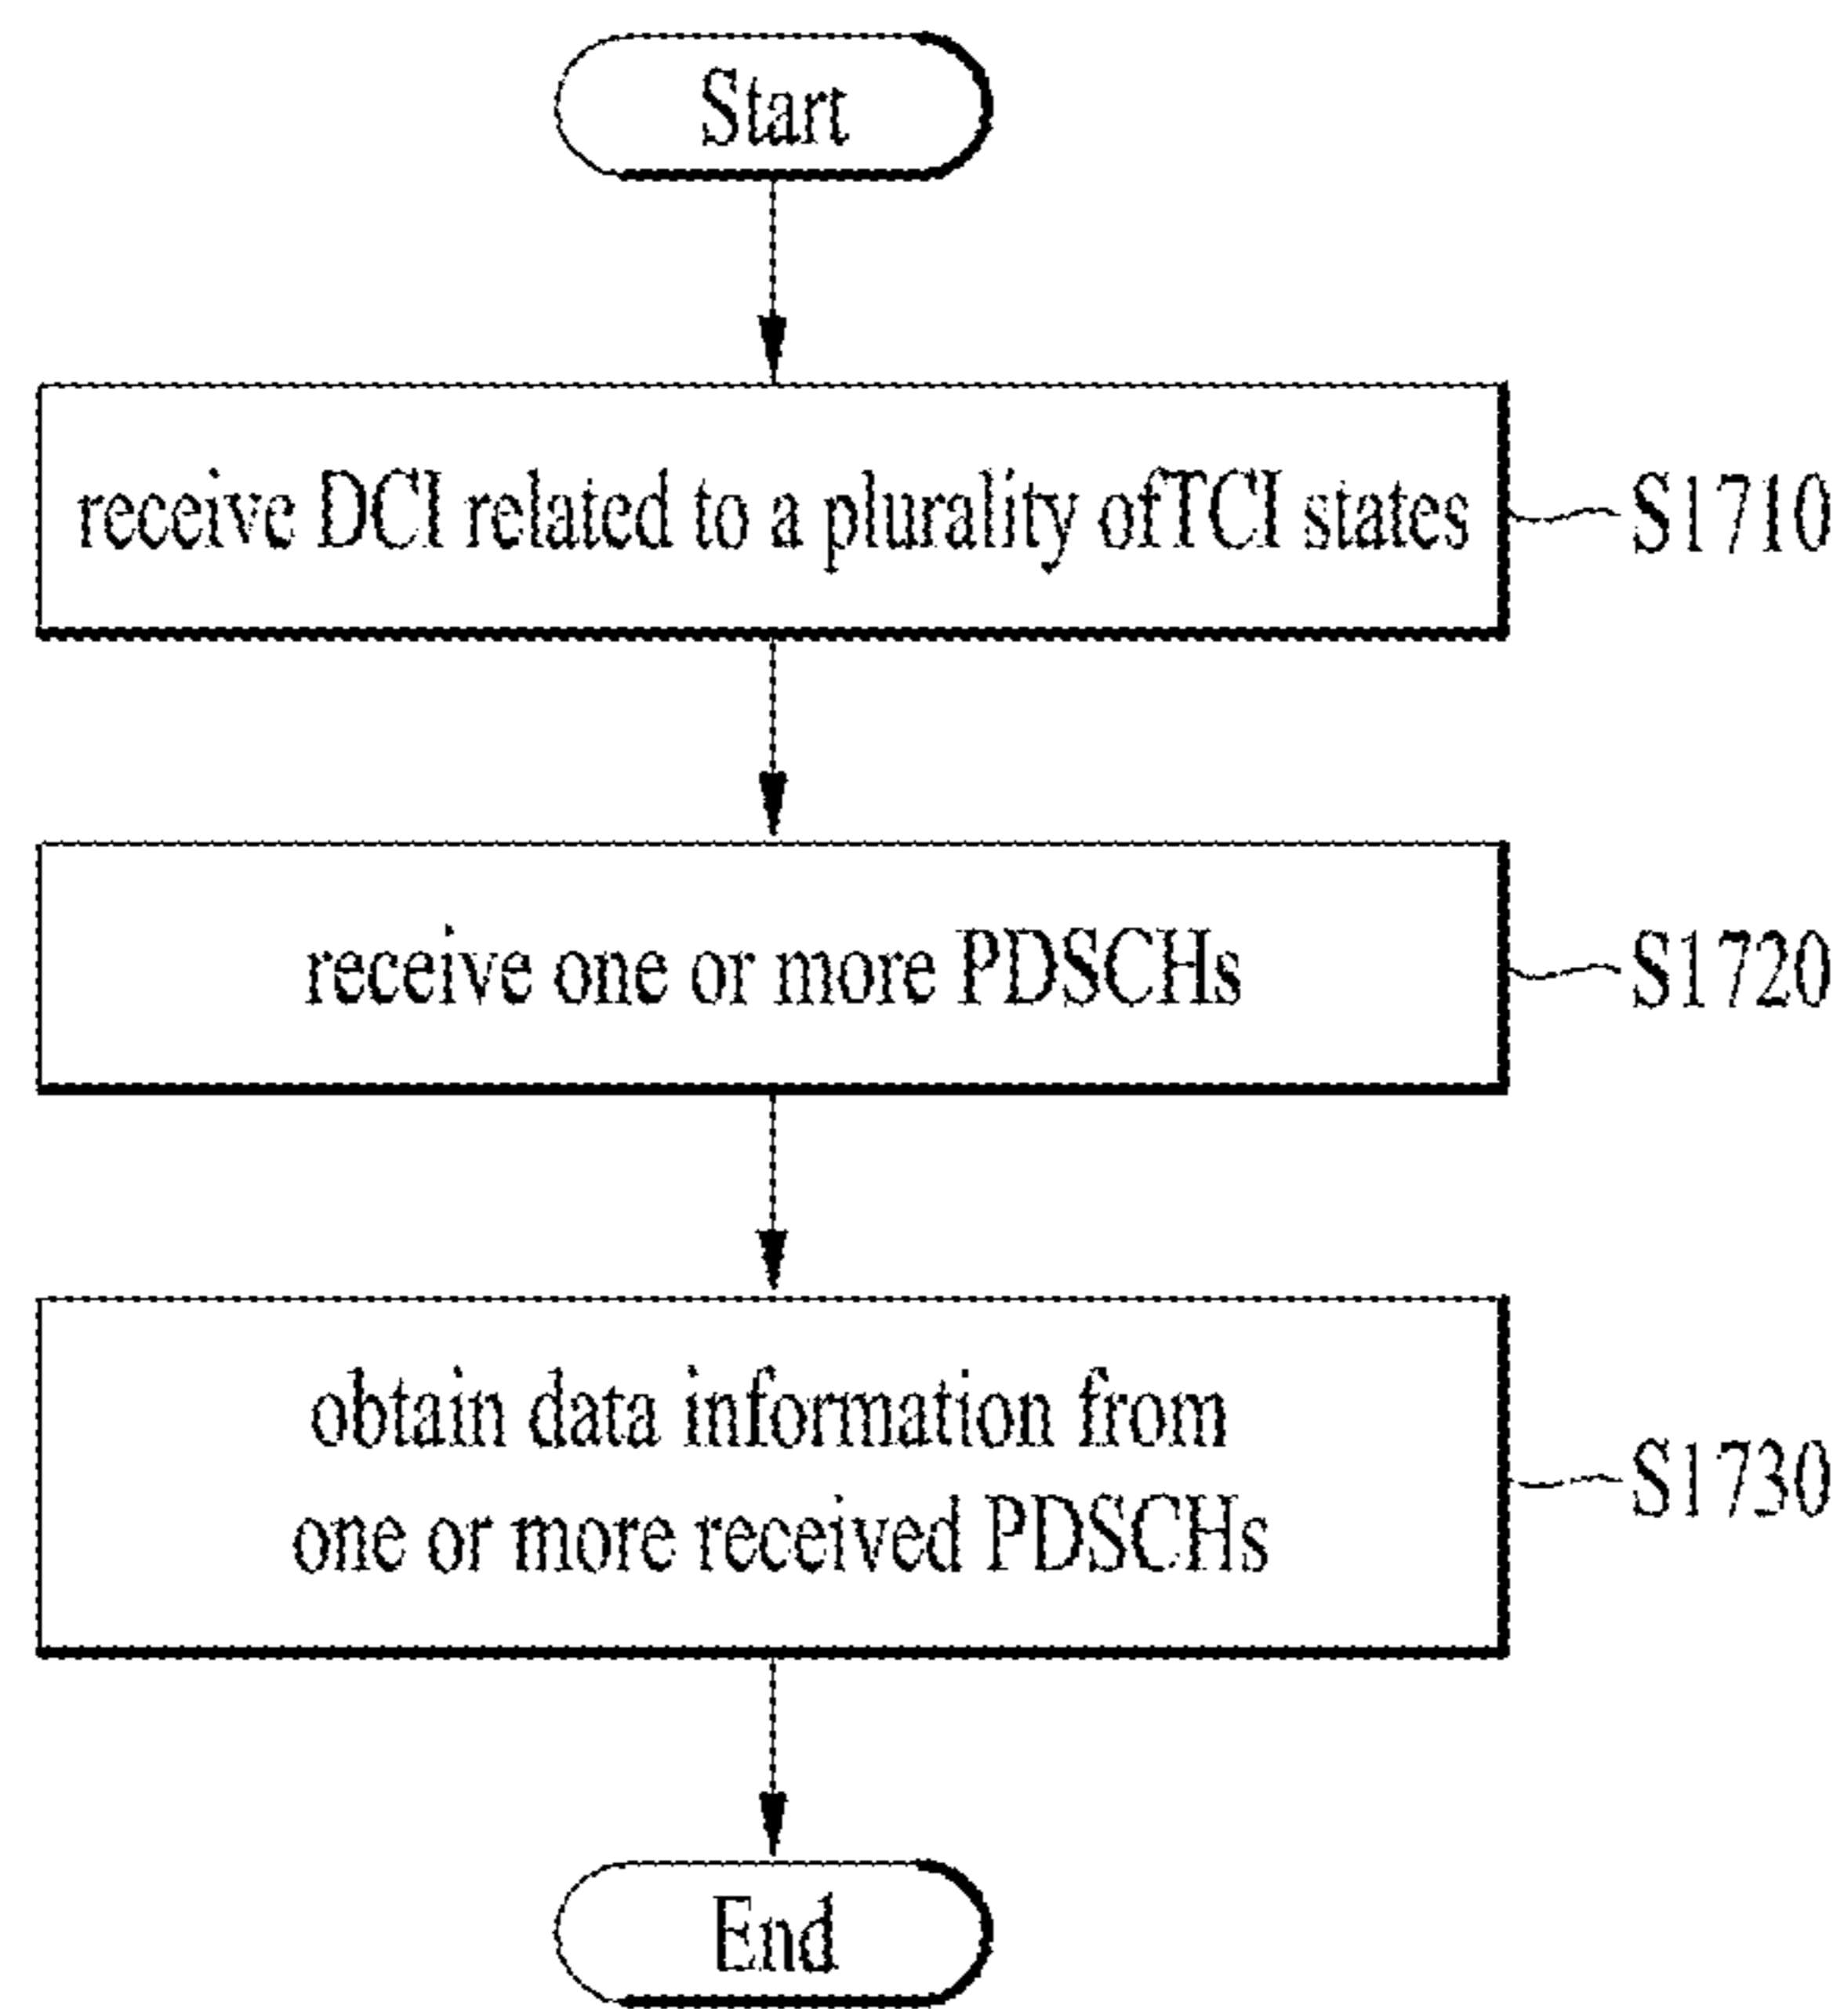 Start
receive DCI related to a plurality ofTCI states
S1710
receive one or more PDSCHs
S1720
obtain data information from
one or more received PDSCHs
S1730
End